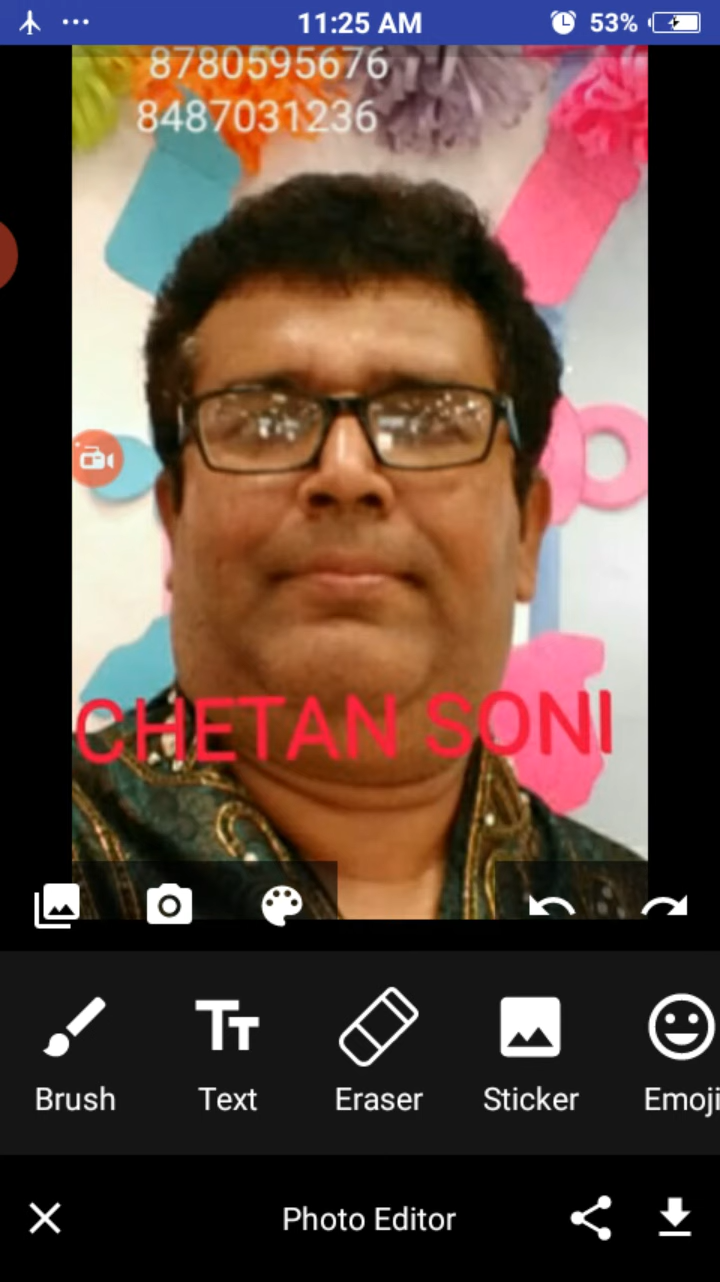 11:25 AM
53%
8780595676
8487031236
CHETAN SONI
Brush
Text
Eraser
Sticker
Emoji
Photo Editor